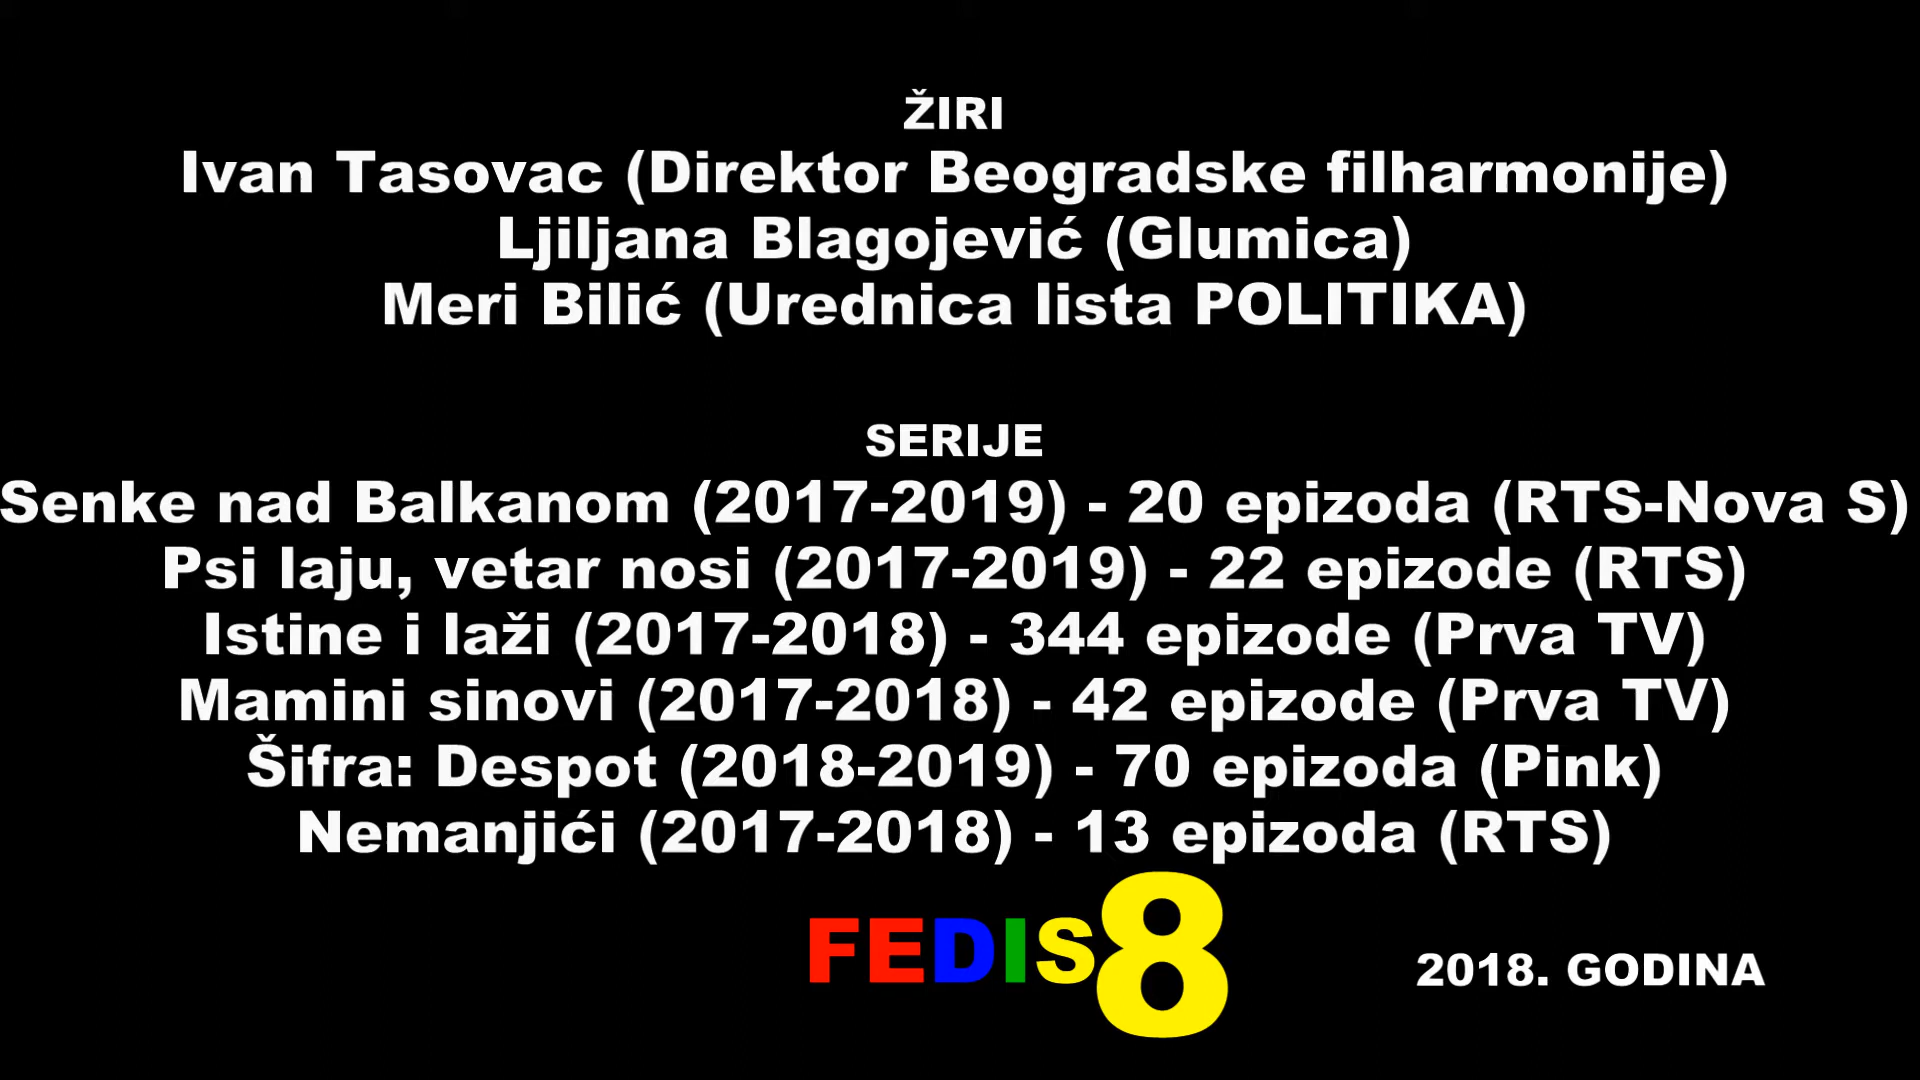 ŽIRI
Ivan Tasovac (Direktor Beogradske filharmonije)
Ljiljana Blagojević (Glumica)
Meri Bilić (Urednica lista POLITIKA)
SERIJE
Senke nad Balkanom (2017-2019) - 20 epizoda (RTS-Nova S)
Psi laju, vetar nosi (2017-2019) - 22 epizode (RTS)
Istine i laži (2017-2018) - 344 epizode (Prva TV)
Mamini sinovi (2017-2018) - 42 epizode (Prva TV)
Šifra: Despot (2018-2019) - 70 epizoda (Pink)
Nemanjići (2017-2018) - 13 epizoda (RTS)
FEDIS8
2018. GODINA